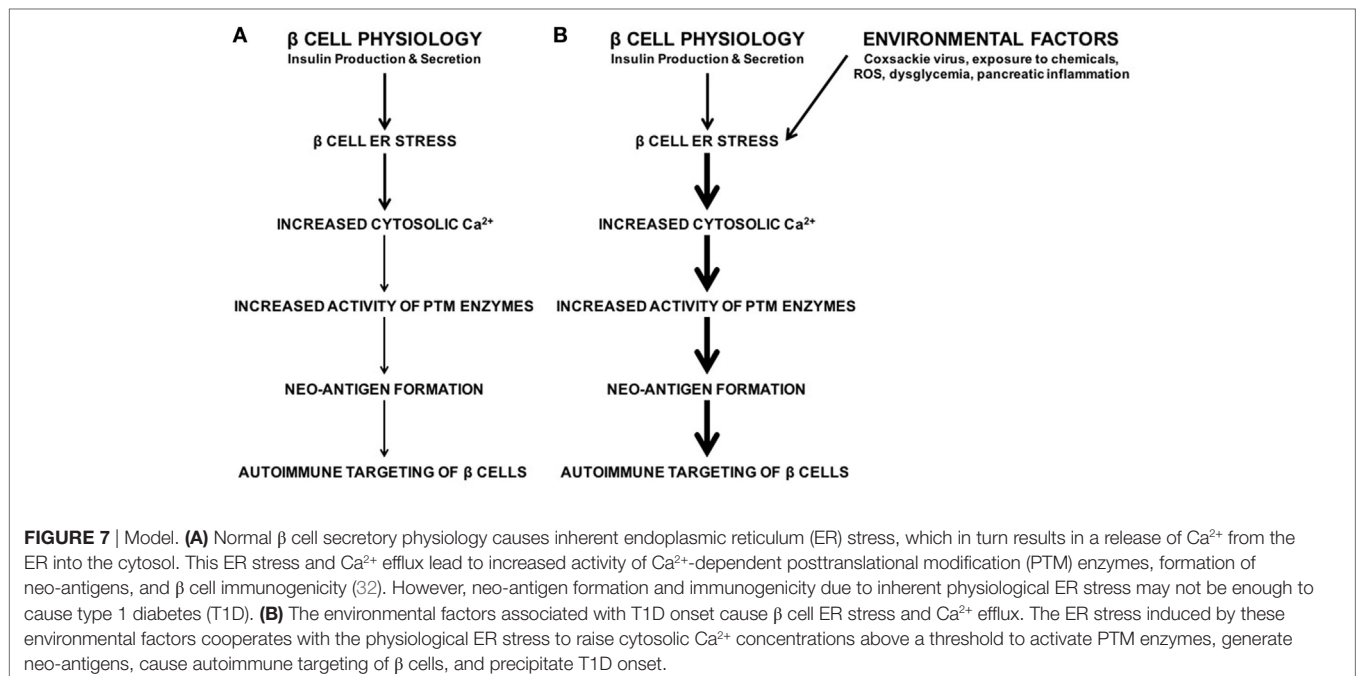 A
β CELL PHYSIOLOGY
Insulin Production & Secretion
β CELL ER STRESS
INCREASED CYTOSOLIC Ca²⁺
INCREASED ACTIVITY OF PTM ENZYMES
NEO-ANTIGEN FORMATION
AUTOIMMUNE TARGETING OF β CELLS
B
β CELL PHYSIOLOGY
Insulin Production & Secretion
ENVIRONMENTAL FACTORS
Coxsackie virus, exposure to chemicals,
ROS, dysglycemia, pancreatic inflammation
β CELL ER STRESS
INCREASED CYTOSOLIC Ca²⁺
INCREASED ACTIVITY OF PTM ENZYMES
NEO-ANTIGEN FORMATION
AUTOIMMUNE TARGETING OF β CELLS
FIGURE 7 | Model. (A) Normal β cell secretory physiology causes inherent endoplasmic reticulum (ER) stress, which in turn results in a release of Ca²⁺ from the
ER into the cytosol. This ER stress and Ca²⁺ efflux lead to increased activity of Ca²⁺-dependent posttranslational modification (PTM) enzymes, formation of
neo-antigens, and β cell immunogenicity (32). However, neo-antigen formation and immunogenicity due to inherent physiological ER stress may not be enough to
cause type 1 diabetes (T1D). (B) The environmental factors associated with T1D onset cause β cell ER stress and Ca²⁺ efflux. The ER stress induced by these
environmental factors cooperates with the physiological ER stress to raise cytosolic Ca²⁺ concentrations above a threshold to activate PTM enzymes, generate
neo-antigens, cause autoimmune targeting of β cells, and precipitate T1D onset.